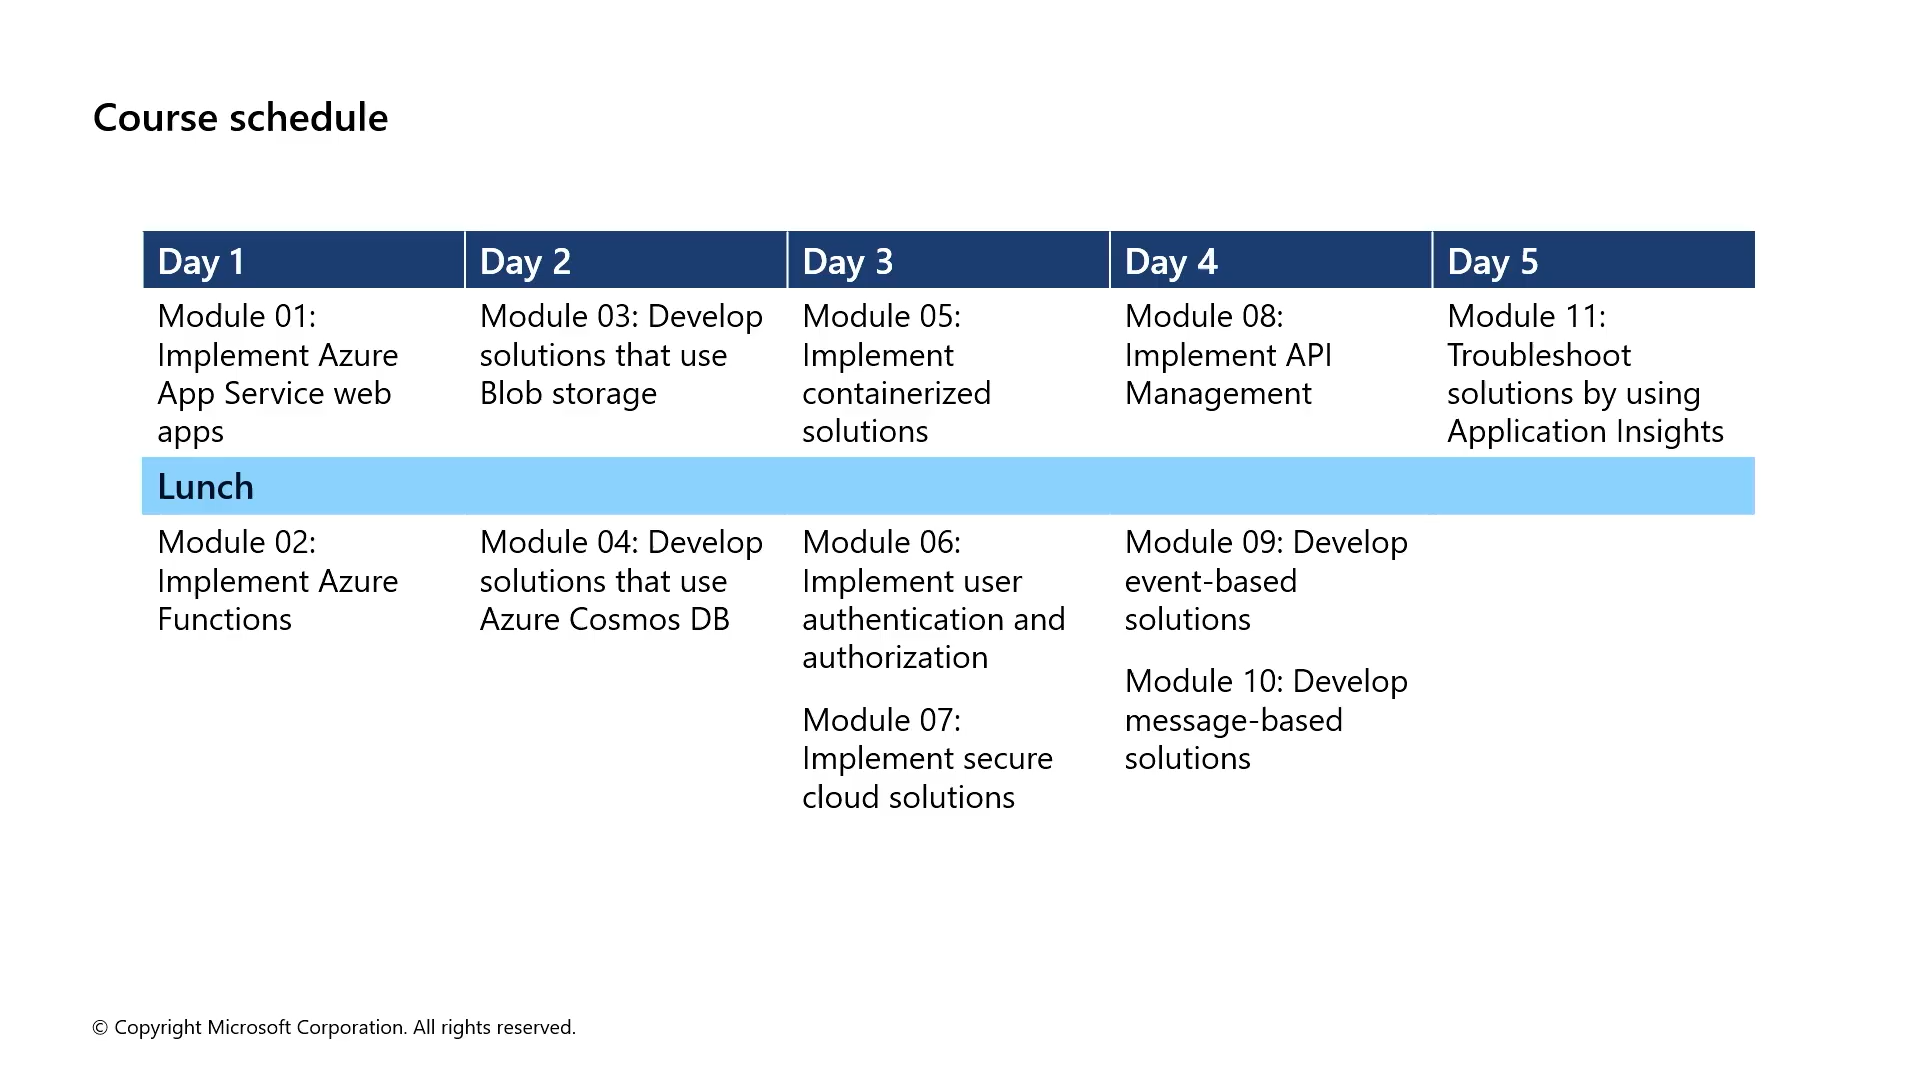 Course schedule
Day 1
Day 2
Day 3
Day 4
Day 5
Module 01:
Implement Azure
App Service web
apps
Module 03: Develop
solutions that use
Blob storage
Module 05:
Implement
containerized
solutions
Module 08:
Implement API
Management
Module 11:
Troubleshoot
solutions by using
Application Insights
Lunch
Module 02:
Implement Azure
Functions
Module 04: Develop
solutions that use
Azure Cosmos DB
Module 06:
Implement user
authentication and
authorization
Module 07:
Implement secure
cloud solutions
Module 09: Develop
event-based
solutions
Module 10: Develop
message-based
solutions
© Copyright Microsoft Corporation. All rights reserved.